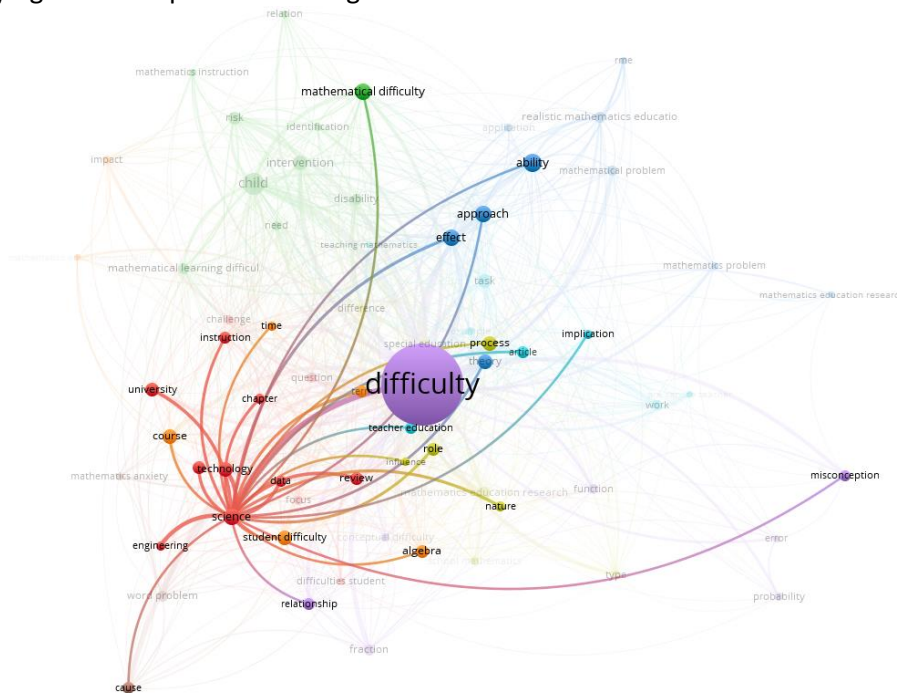 relation
rme
mathematics instruction
mathematical difficulty
risk
identification
application
realistic mathematics educatio
impact
intervention
ability
mathematical problem
child
disability
approach
need
effect
teaching mathematics
mathematical learning difficul
mathematics problem
task
mathematics education researc
difference
challenge
time
instruction
implication
special education
process
article
theory
question
difficulty
university
chapter
work
teacher education
course
role
influence
technology
mathematics anxiety
data
review
misconception
mathematics education research
function
focus
nature
science
student difficulty
engineering
algebra
error
type
difficulties student
word problem
relationship
probability
fraction
cause